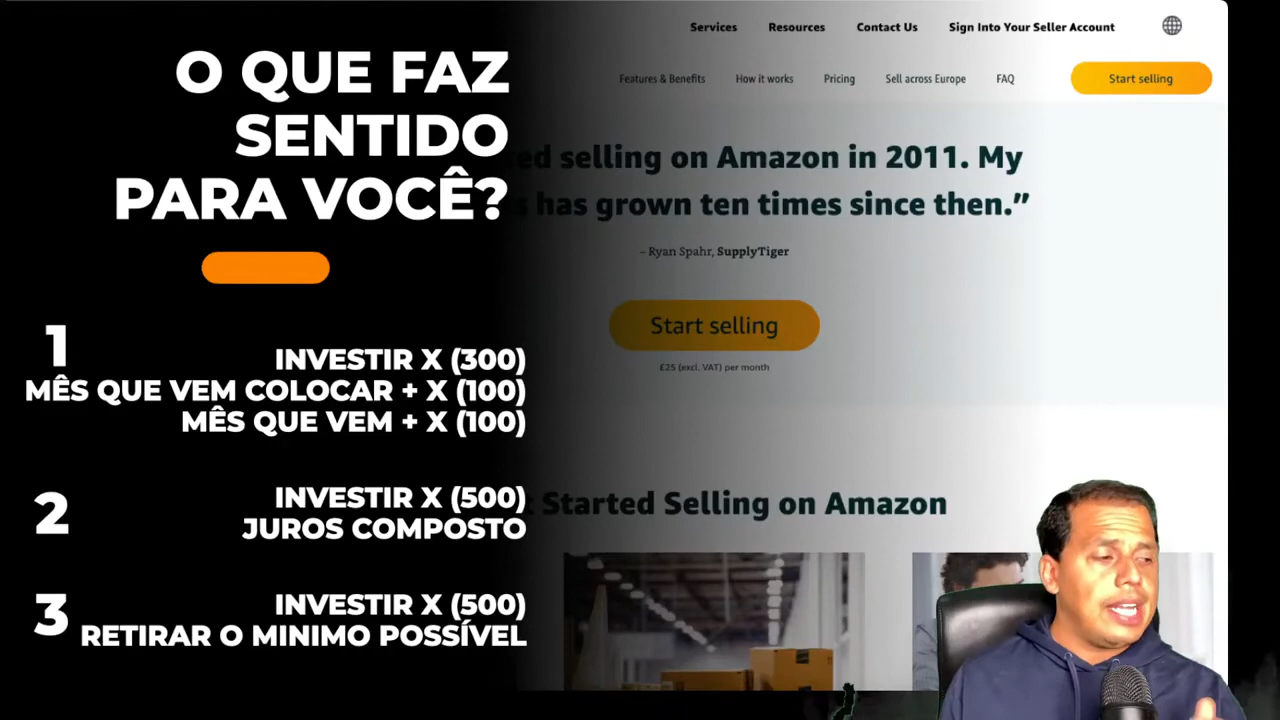 O QUE FAZ
SENTIDO
PARA VOCÊ?
1
INVESTIR X (300)
MÊS QUE VEM COLOCAR + X (100)
MÊS QUE VEM + X (100)
2
INVESTIR X (500)
JUROS COMPOSTO
3
INVESTIR X (500)
RETIRAR O MINIMO POSSÍVEL
Services Resources Contact Us Sign Into Your Seller Account
Features & Benefits How it works Pricing Sell across Europe FAQ Start selling
selling on Amazon in 2011. My
has grown ten times since then.”
– Ryan Spahr, SupplyTiger
Start selling
£25 (excl. VAT) per month
Started Selling on Amazon